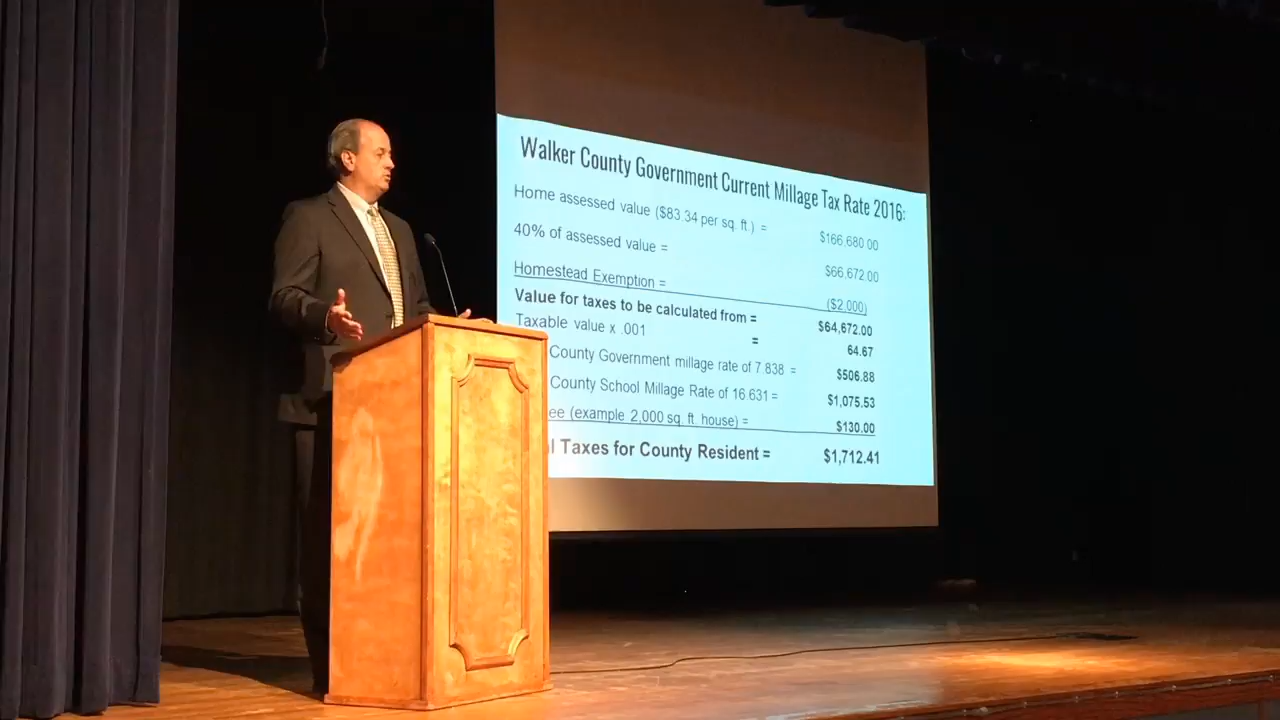 Walker County Government Current Millage Tax Rate 2016:
Home assessed value ($83.34 per sq. ft.) = $166,680.00
40% of assessed value = $66,672.00
Homestead Exemption = ($2,000)
Value for taxes to be calculated from = $64,672.00
Taxable value x .001 = 64.67
County Government millage rate of 7.838 = $506.88
County School Millage Rate of 16.631 = $1,075.53
(example 2,000 sq. ft. house) = $130.00
Taxes for County Resident = $1,712.41